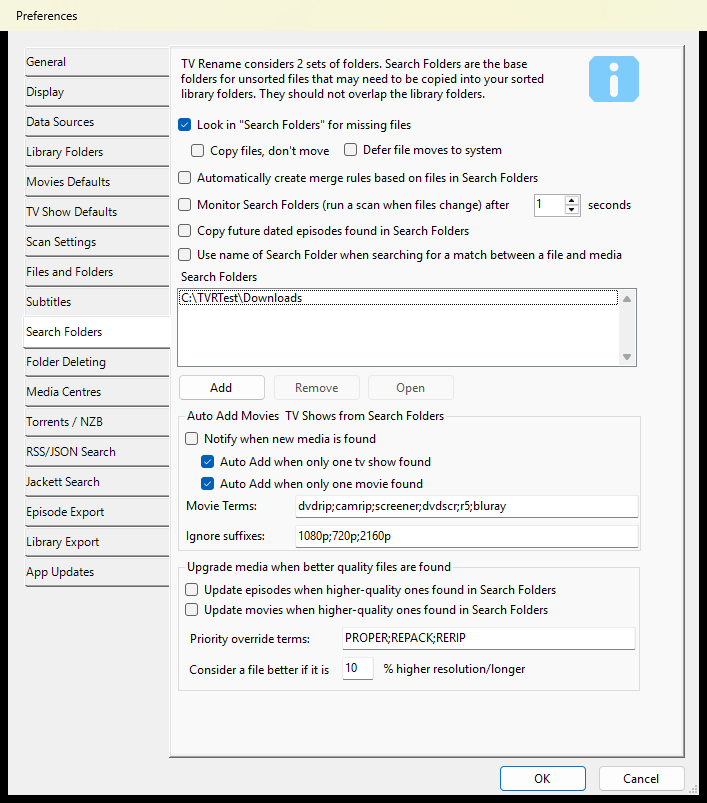 Preferences
General
Display
Data Sources
Library Folders
Movies Defaults
TV Show Defaults
Scan Settings
Files and Folders
Subtitles
Search Folders
Folder Deleting
Media Centres
Torrents / NZB
RSS/JSON Search
Jackett Search
Episode Export
Library Export
App Updates
TV Rename considers 2 sets of folders. Search Folders are the base
folders for unsorted files that may need to be copied into your sorted
library folders. They should not overlap the library folders.
Look in "Search Folders" for missing files
Copy files, don't move Defer file moves to system
Automatically create merge rules based on files in Search Folders
Monitor Search Folders (run a scan when files change) after 1 seconds
Copy future dated episodes found in Search Folders
Use name of Search Folder when searching for a match between a file and media
Search Folders
C:\TVRTest\Downloads
Add Remove Open
Auto Add Movies  TV Shows from Search Folders
Notify when new media is found
Auto Add when only one tv show found
Auto Add when only one movie found
Movie Terms: dvdrip;camrip;screener;dvdscr;r5;bluray
Ignore suffixes: 1080p;720p;2160p
Upgrade media when better quality files are found
Update episodes when higher-quality ones found in Search Folders
Update movies when higher-quality ones found in Search Folders
Priority override terms: PROPER;REPACK;RERIP
Consider a file better if it is 10 % higher resolution/longer
OK Cancel